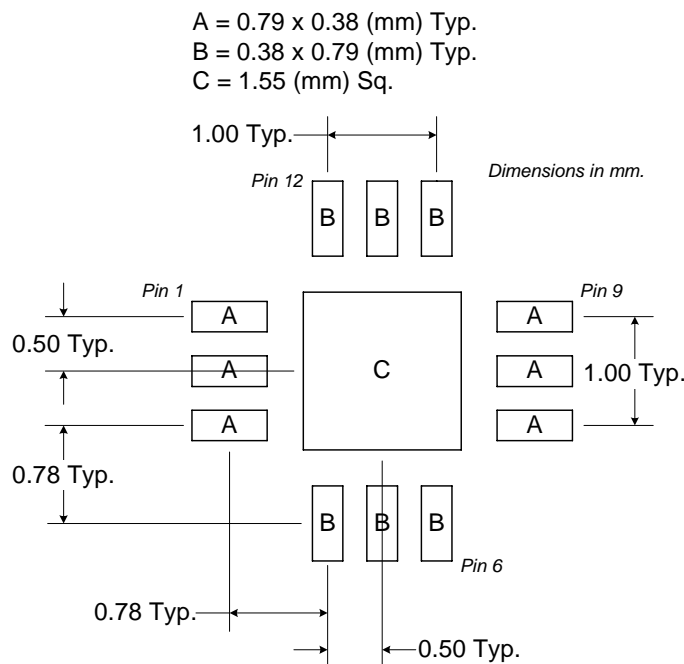 A = 0.79 x 0.38 (mm) Typ.
B = 0.38 x 0.79 (mm) Typ.
C = 1.55 (mm) Sq.
1.00 Typ.
Dimensions in mm.
Pin 12
B B B
Pin 1
Pin 9
A
A
0.50 Typ.
A
C
A
1.00 Typ.
A
A
0.78 Typ.
B B B
Pin 6
0.78 Typ.
0.50 Typ.